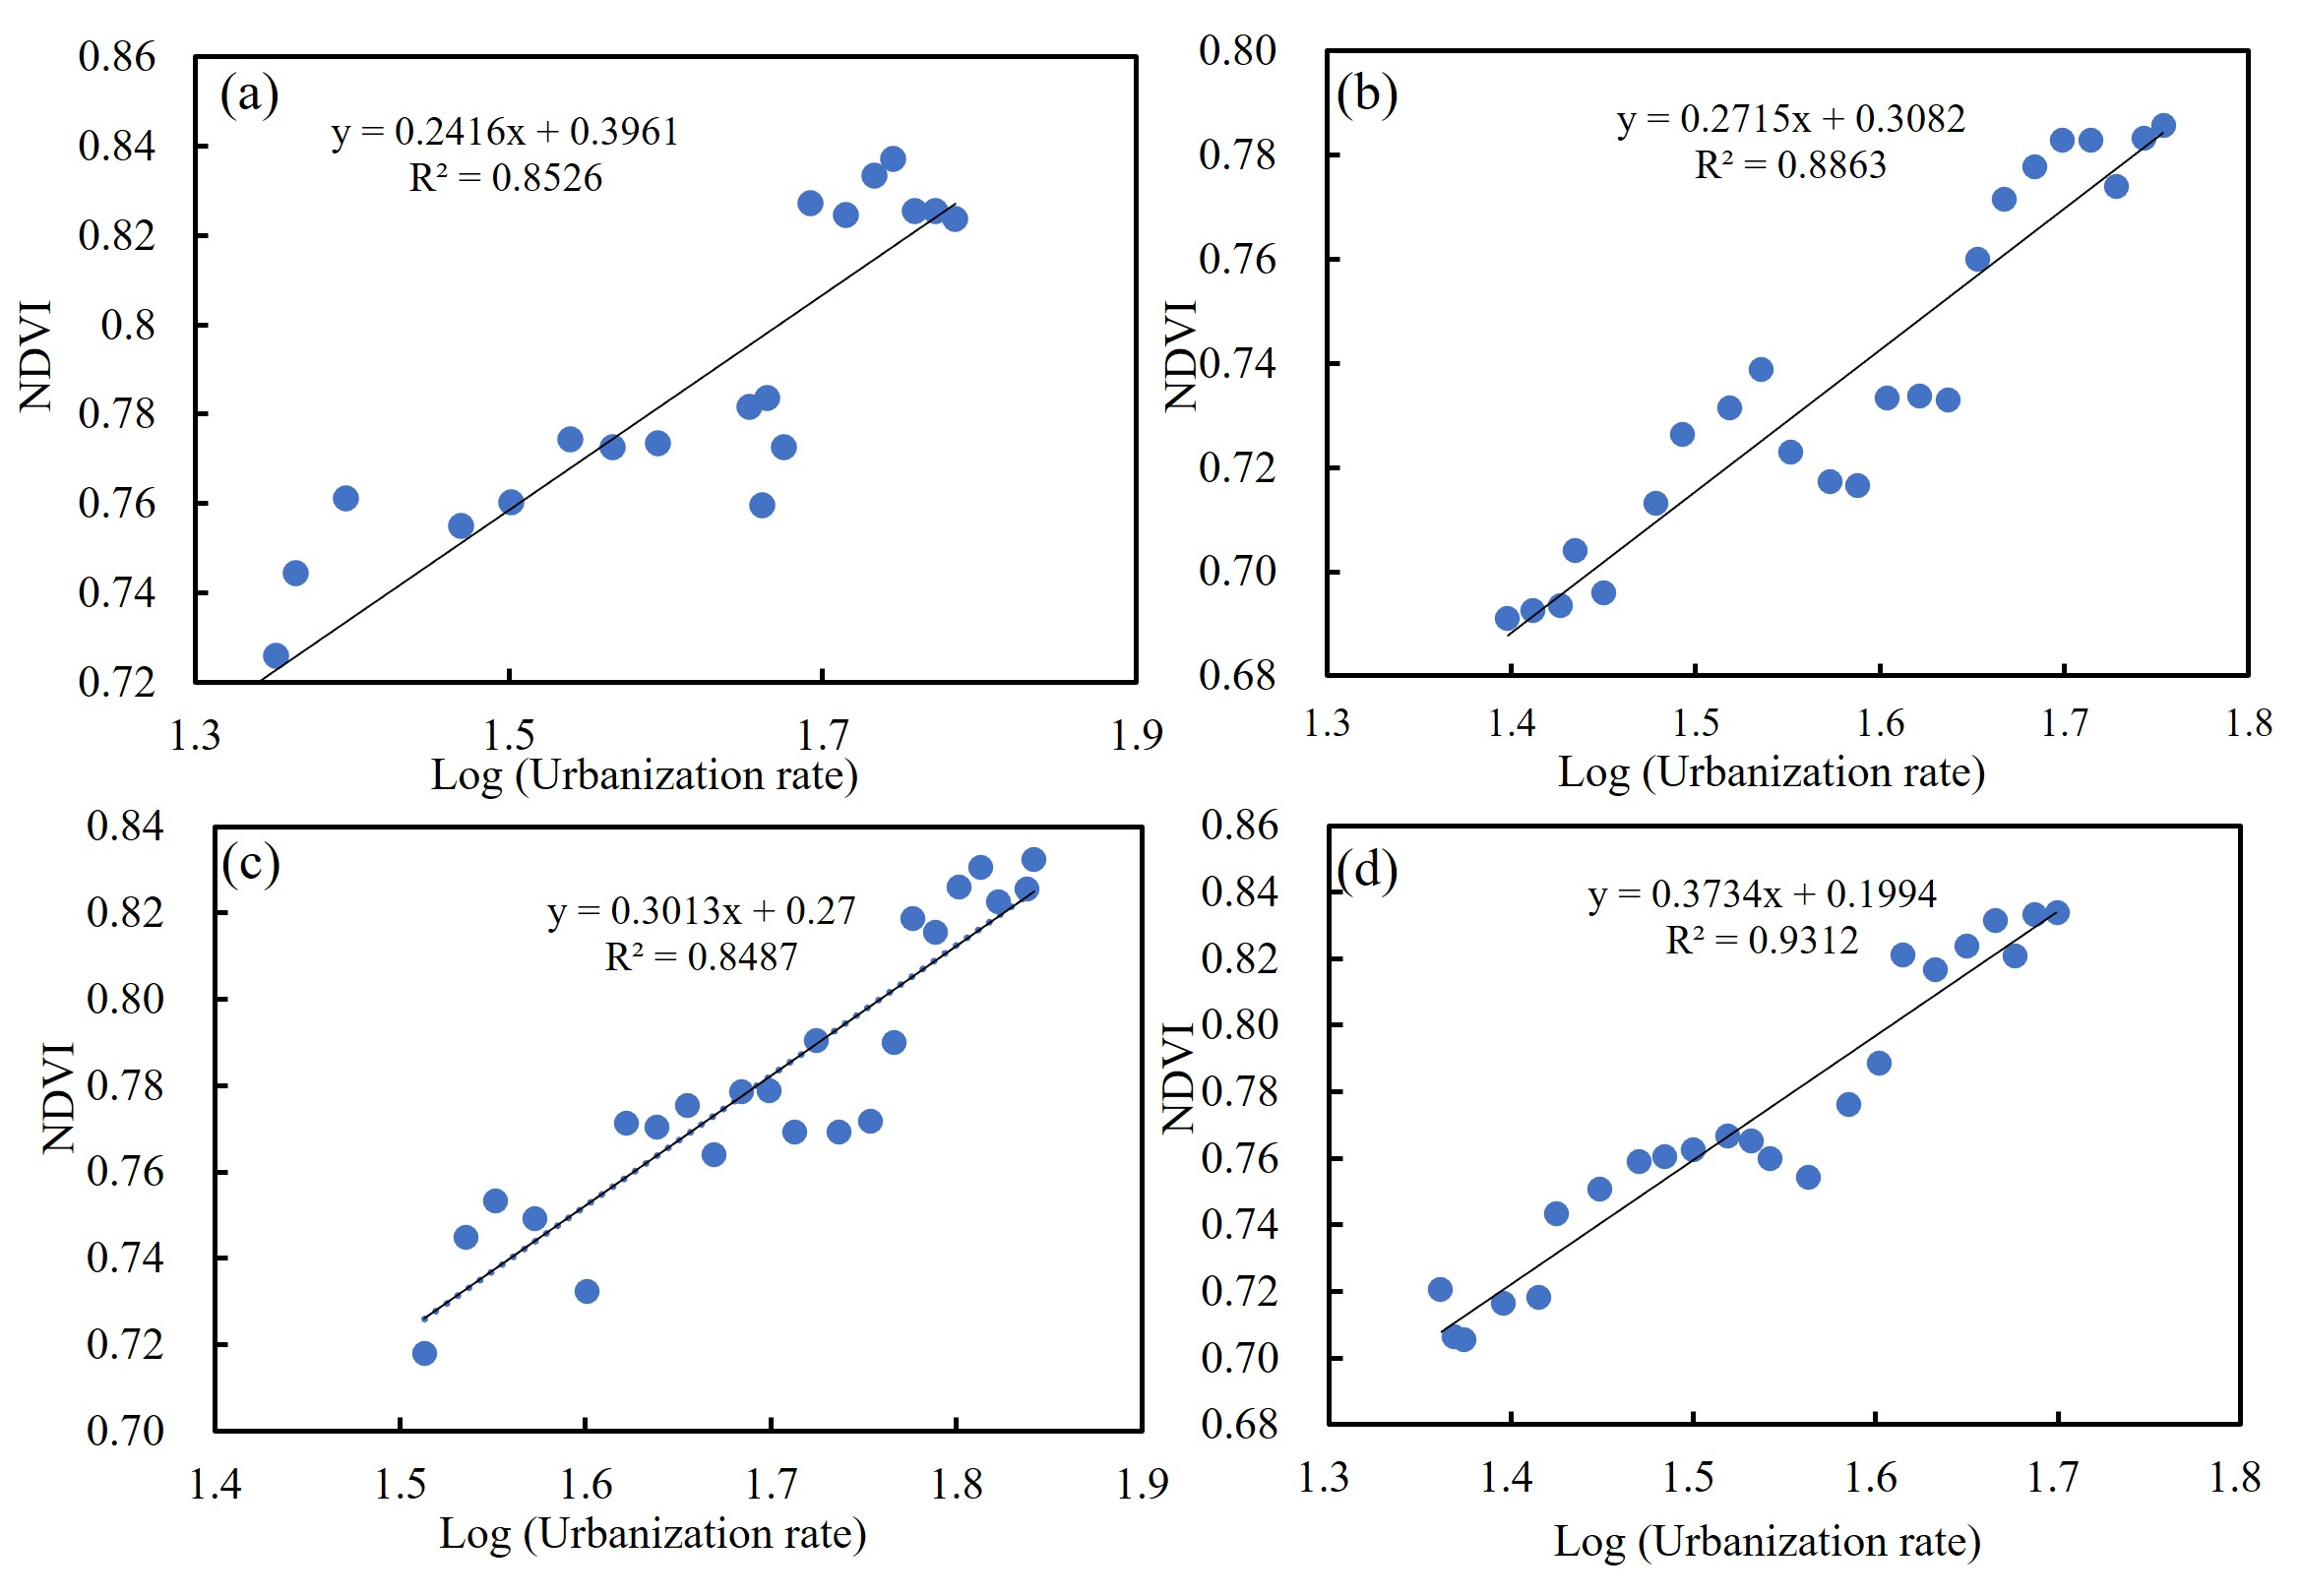 (a)
y = 0.2416x + 0.3961
R² = 0.8526
NDVI
0.86
0.84
0.82
0.8
0.78
0.76
0.74
0.72
1.3 1.5 1.7 1.9
Log (Urbanization rate)
(b)
y = 0.2715x + 0.3082
R² = 0.8863
NDVI
0.80
0.78
0.76
0.74
0.72
0.70
0.68
1.3 1.4 1.5 1.6 1.7 1.8
Log (Urbanization rate)
(c)
y = 0.3013x + 0.27
R² = 0.8487
NDVI
0.84
0.82
0.80
0.78
0.76
0.74
0.72
0.70
1.4 1.5 1.6 1.7 1.8 1.9
Log (Urbanization rate)
(d)
y = 0.3734x + 0.1994
R² = 0.9312
NDVI
0.86
0.84
0.82
0.80
0.78
0.76
0.74
0.72
0.70
0.68
1.3 1.4 1.5 1.6 1.7 1.8
Log (Urbanization rate)